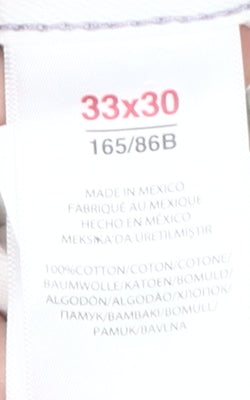 33x30
165/86B
MADE IN MEXICO
FABRIQUÉ AU MEXIQUE
HECHO EN MÉXICO
MEKSİKA'DA ÜRETİLMİŞTİR
100%COTTON/COTON/COTONE/
BAUMWOLLE/KATOEN/BOMULD/
ALGODÓN/ALGODÃO/ХЛОПОК/
ПАМУК/BAMBAKI/BOMULL/
PAMUK/BAVLNA